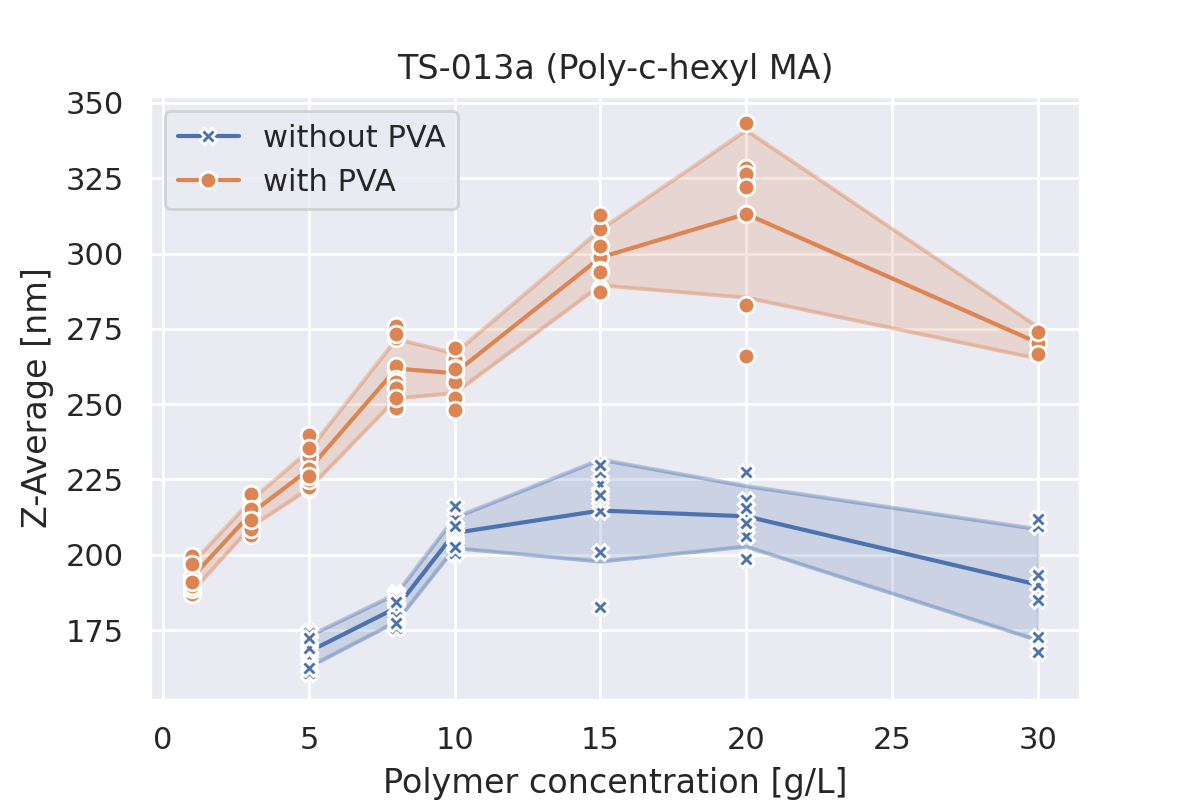 TS-013a (Poly-c-hexyl MA)
without PVA
with PVA
Z-Average [nm]
350
325
300
275
250
225
200
175
0 5 10 15 20 25 30
Polymer concentration [g/L]